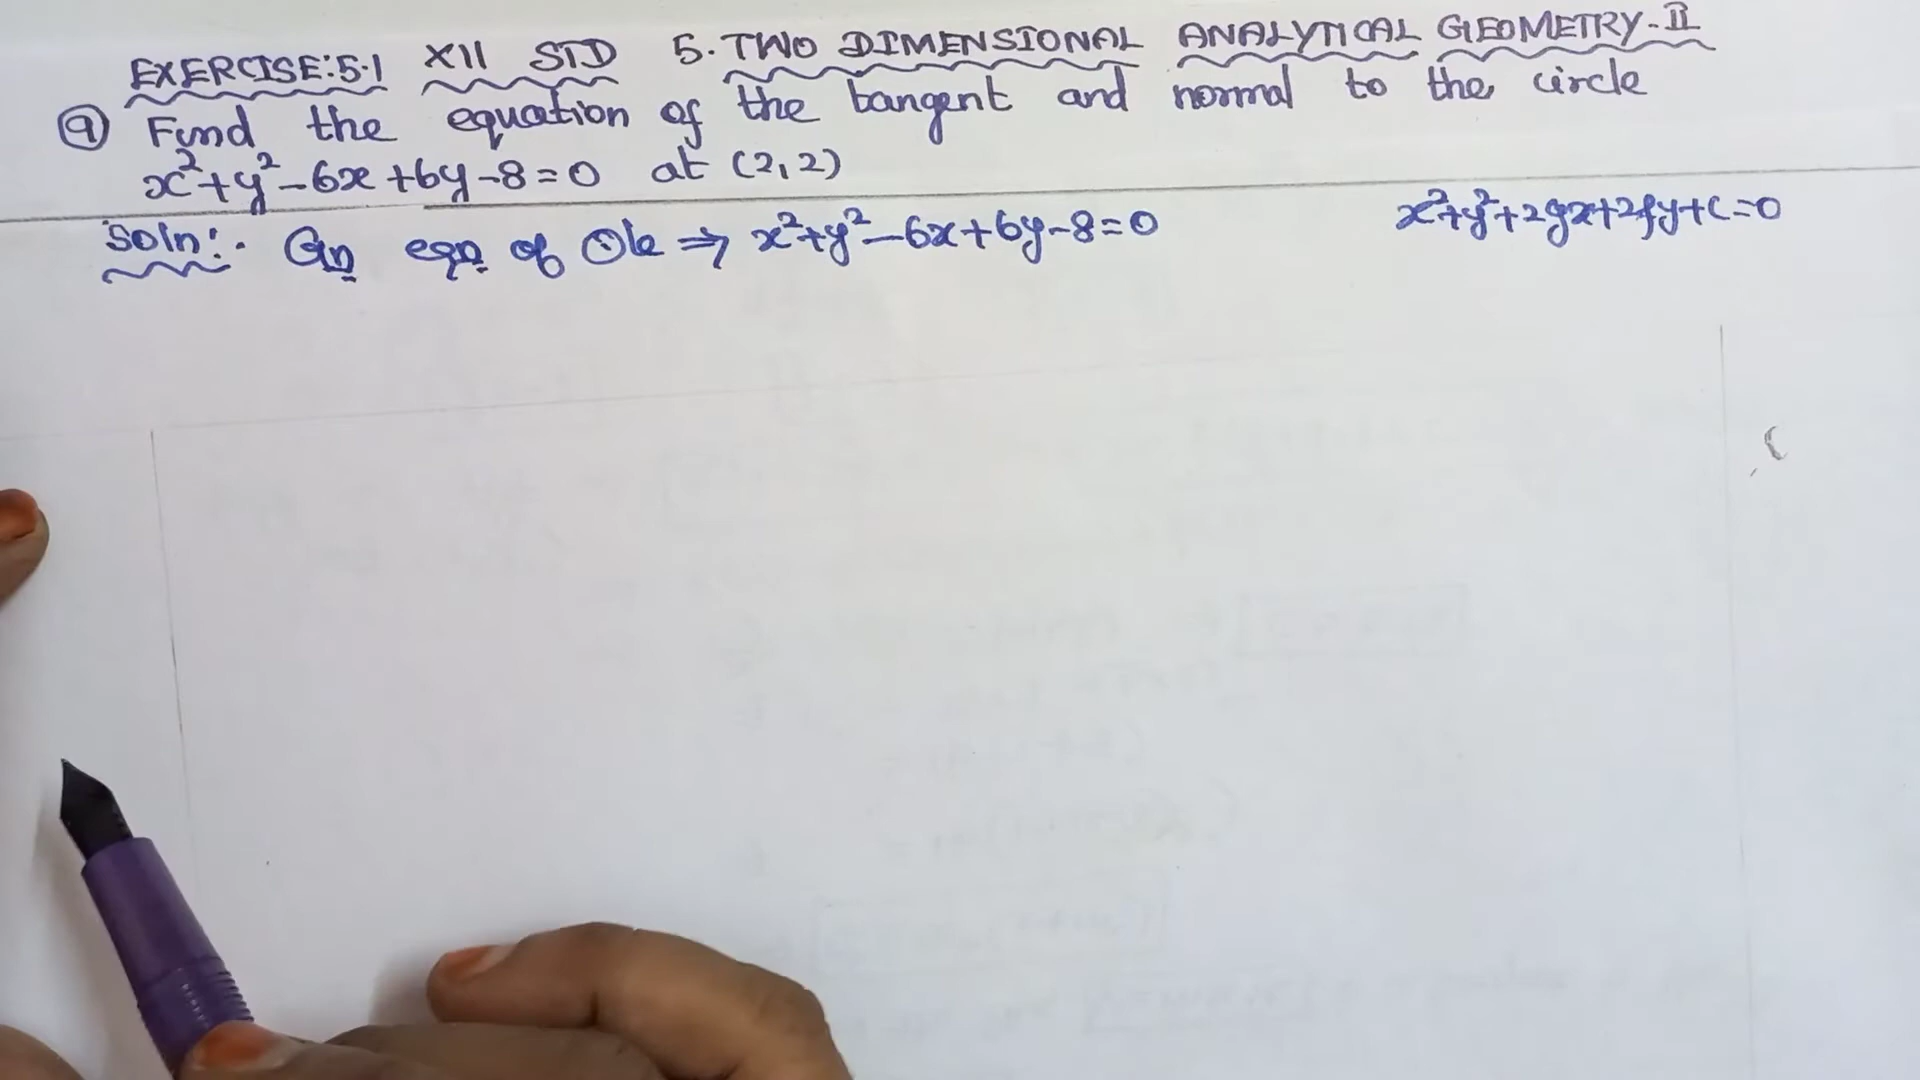 EXERCISE:5.1 XII STD 5.TWO DIMENSIONAL ANALYTICAL GEOMETRY-II
9 Find the equation of the tangent and normal to the circle
x²+y²-6x+6y-8=0 at (2,2)
Soln:- Gn eqn of ⊙le ⇒ x²+y²-6x+6y-8=0 x²+y²+2gx+2fy+c=0